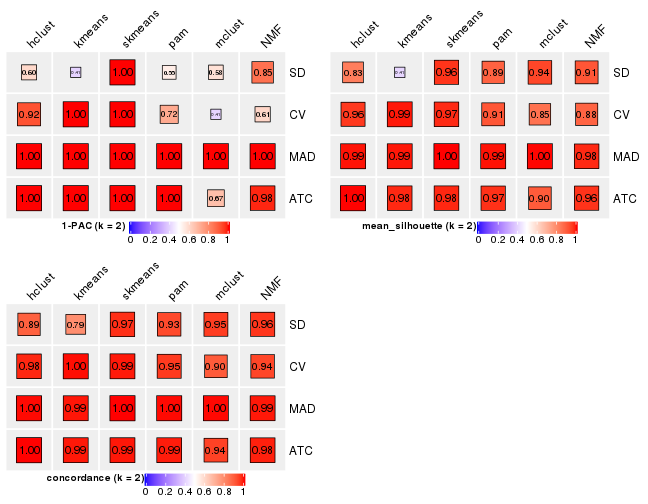 hclust kmeans skmeans pam mclust NMF
0.60 0.41 1.00 0.55 0.58 0.85 SD
0.92 1.00 1.00 0.72 0.41 0.61 CV
1.00 1.00 1.00 1.00 1.00 1.00 MAD
1.00 1.00 1.00 1.00 0.67 0.98 ATC
1-PAC (k = 2)
0 0.2 0.4 0.6 0.8 1
hclust kmeans skmeans pam mclust NMF
0.83 0.41 0.96 0.89 0.94 0.91 SD
0.96 0.99 0.97 0.91 0.85 0.88 CV
0.99 0.99 1.00 0.99 1.00 0.98 MAD
1.00 0.98 0.98 0.97 0.90 0.96 ATC
mean_silhouette (k = 2)
0 0.2 0.4 0.6 0.8 1
hclust kmeans skmeans pam mclust NMF
0.89 0.79 0.97 0.93 0.95 0.96 SD
0.98 1.00 0.99 0.95 0.90 0.94 CV
1.00 0.99 1.00 1.00 1.00 0.99 MAD
1.00 0.99 0.99 0.99 0.94 0.98 ATC
concordance (k = 2)
0 0.2 0.4 0.6 0.8 1